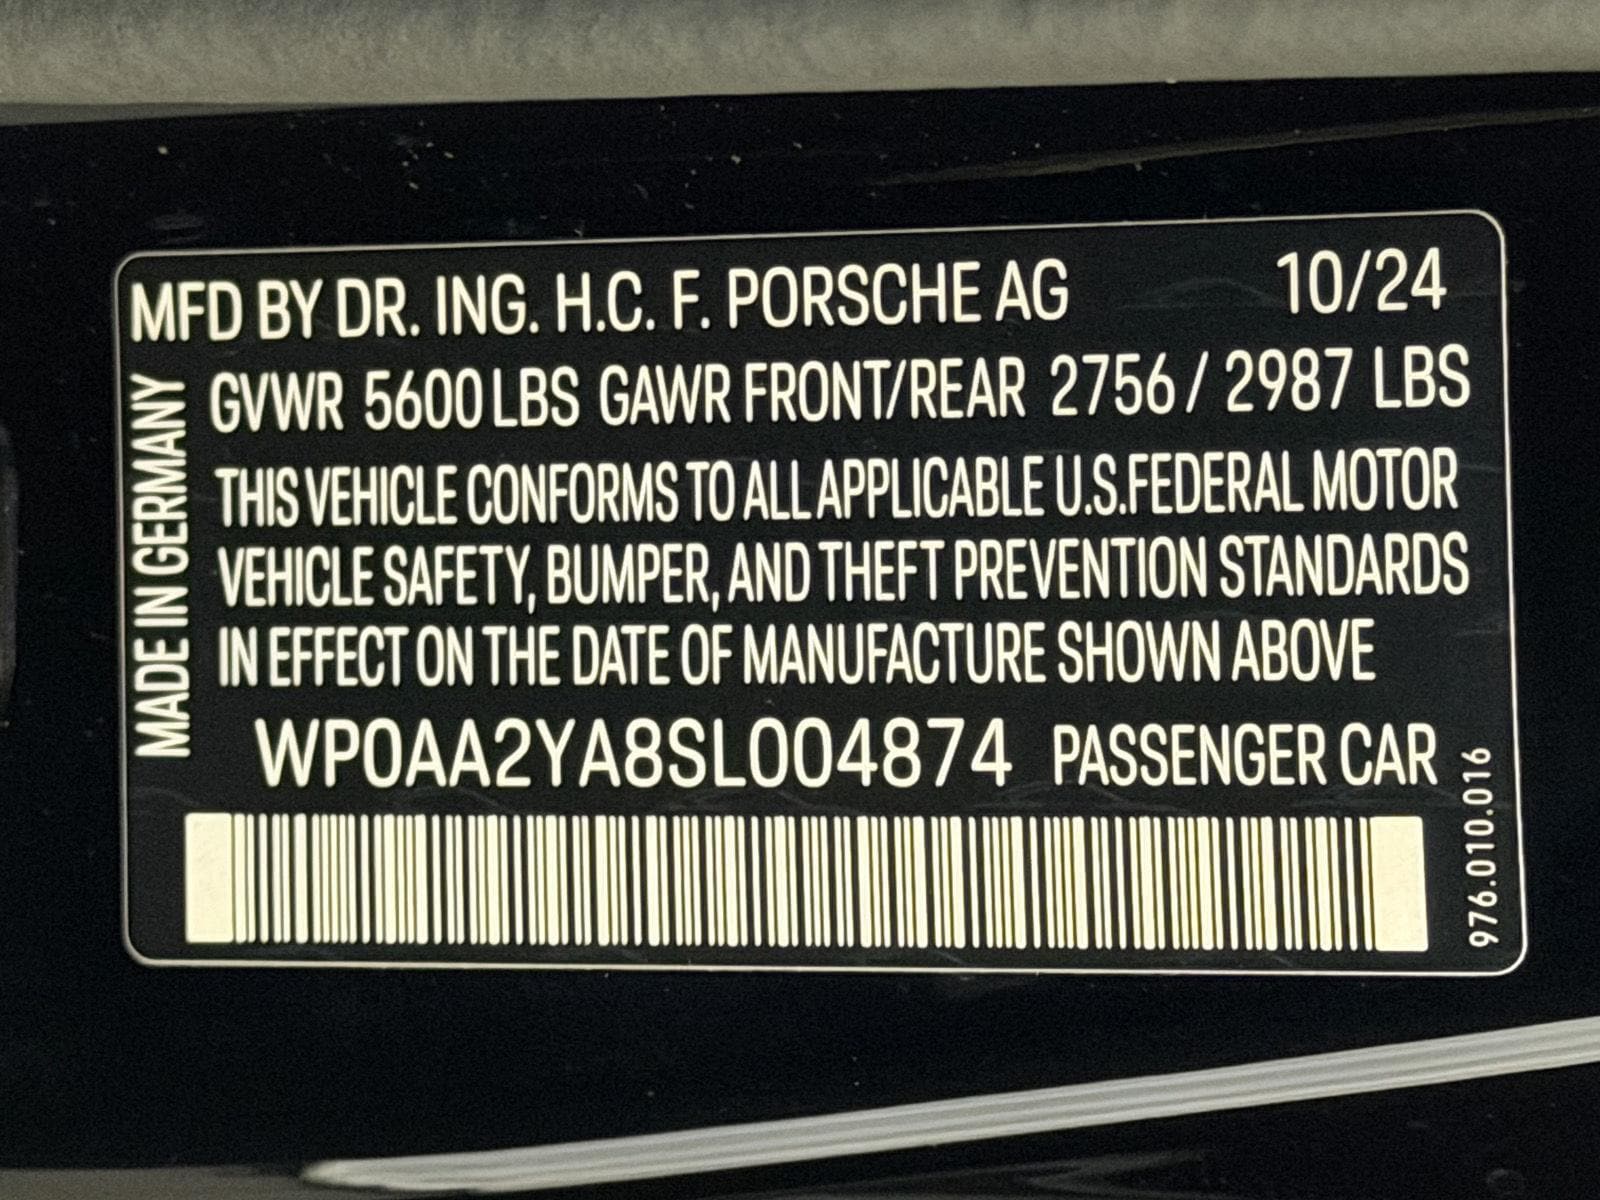 MFD BY DR. ING. H.C. F. PORSCHE AG 10/24
GVWR 5600 LBS GAWR FRONT/REAR 2756 / 2987 LBS
THIS VEHICLE CONFORMS TO ALL APPLICABLE U.S.FEDERAL MOTOR
VEHICLE SAFETY, BUMPER, AND THEFT PREVENTION STANDARDS
IN EFFECT ON THE DATE OF MANUFACTURE SHOWN ABOVE
WP0AA2YA8SL004874 PASSENGER CAR
MADE IN GERMANY
976.010.016